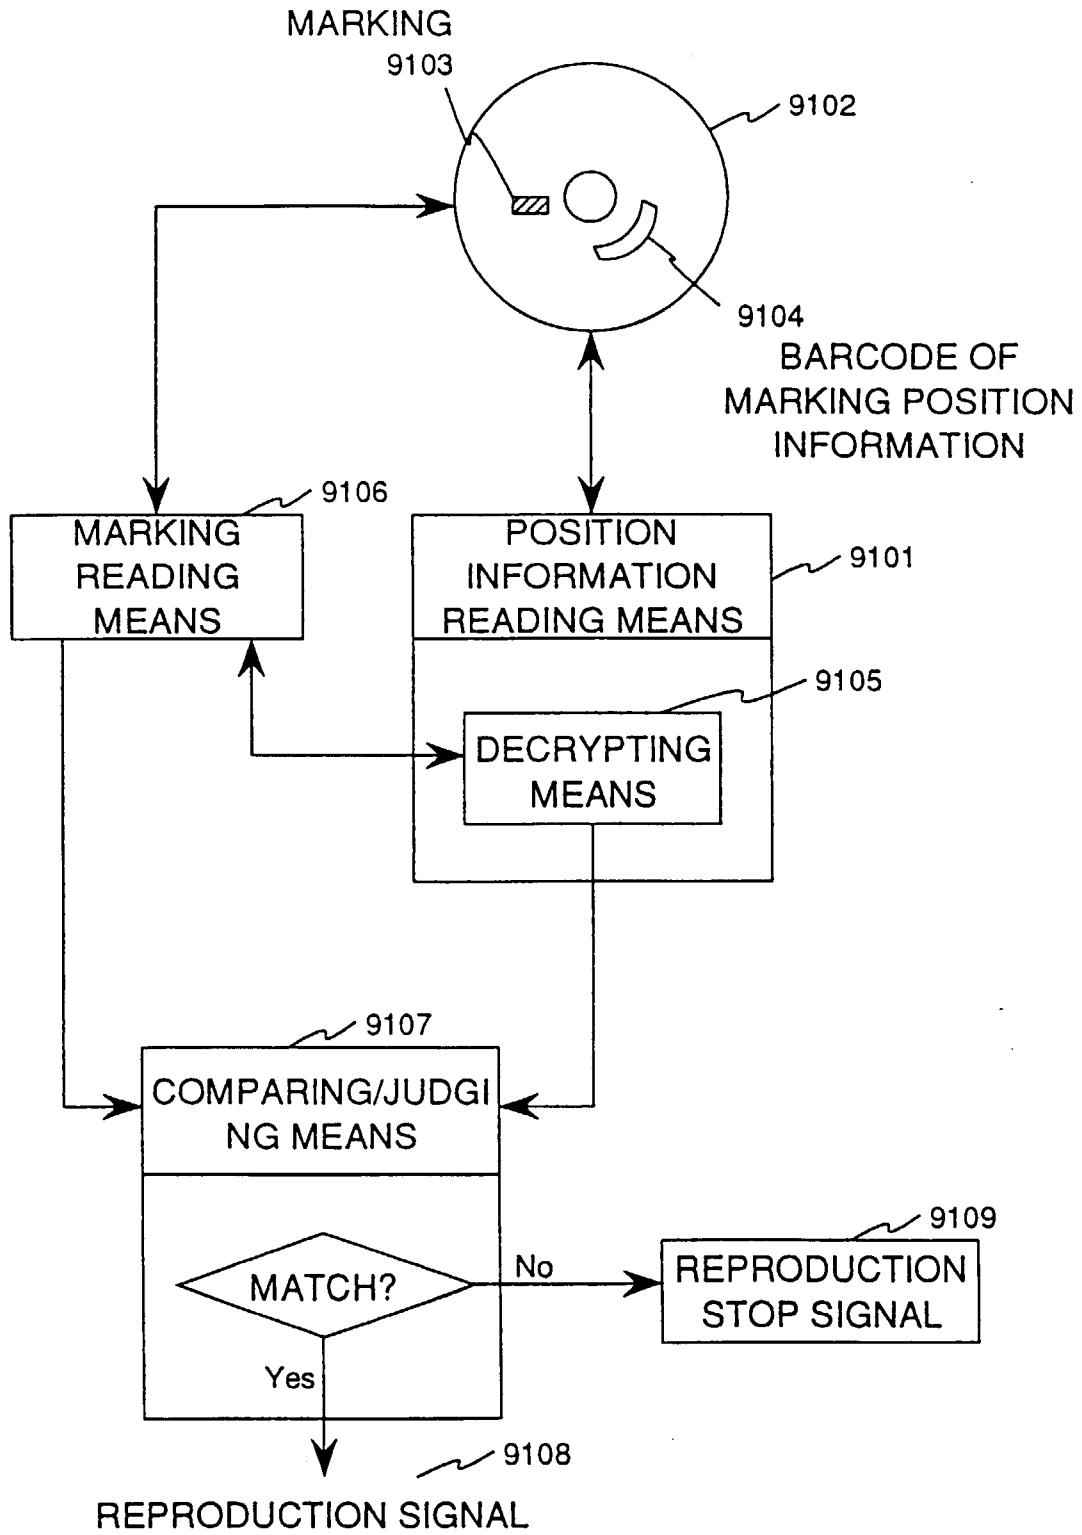 MARKING
9103
9102
9104
BARCODE OF
MARKING POSITION
INFORMATION
9106
MARKING
READING
MEANS
POSITION
INFORMATION
READING MEANS
9101
9105
DECRYPTING
MEANS
9107
COMPARING/JUDGI
NG MEANS
MATCH?
No
9109
REPRODUCTION
STOP SIGNAL
Yes
9108
REPRODUCTION SIGNAL